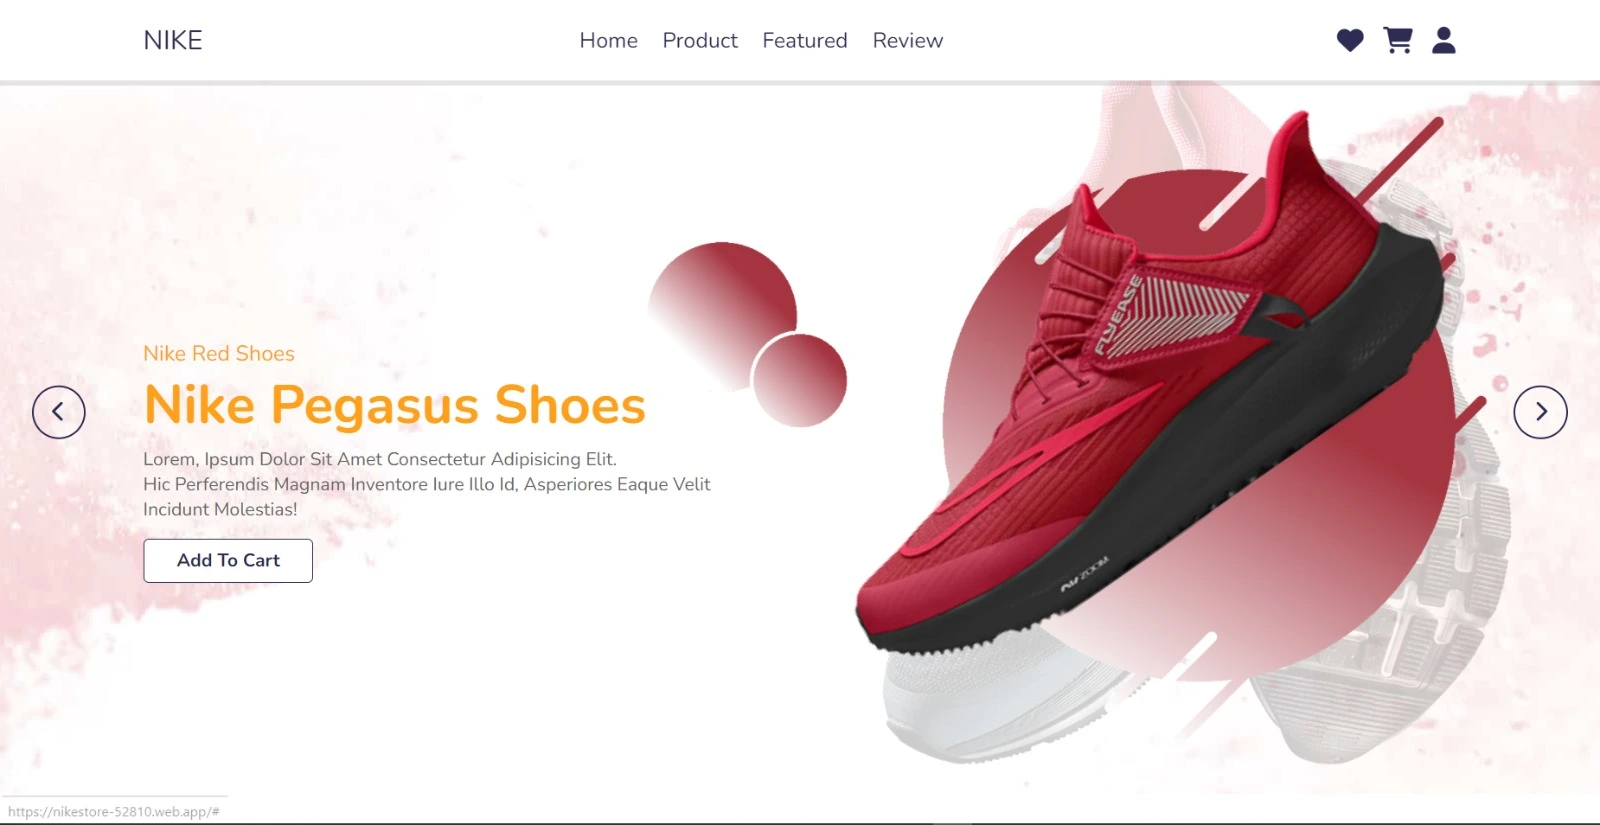 NIKE
Home Product Featured Review
Nike Red Shoes
Nike Pegasus Shoes
Lorem, Ipsum Dolor Sit Amet Consectetur Adipisicing Elit.
Hic Perferendis Magnam Inventore Iure Illo Id, Asperiores Eaque Velit
Incidunt Molestias!
Add To Cart
FLYEASE
ZOOM
https://nikestore-52810.web.app/#